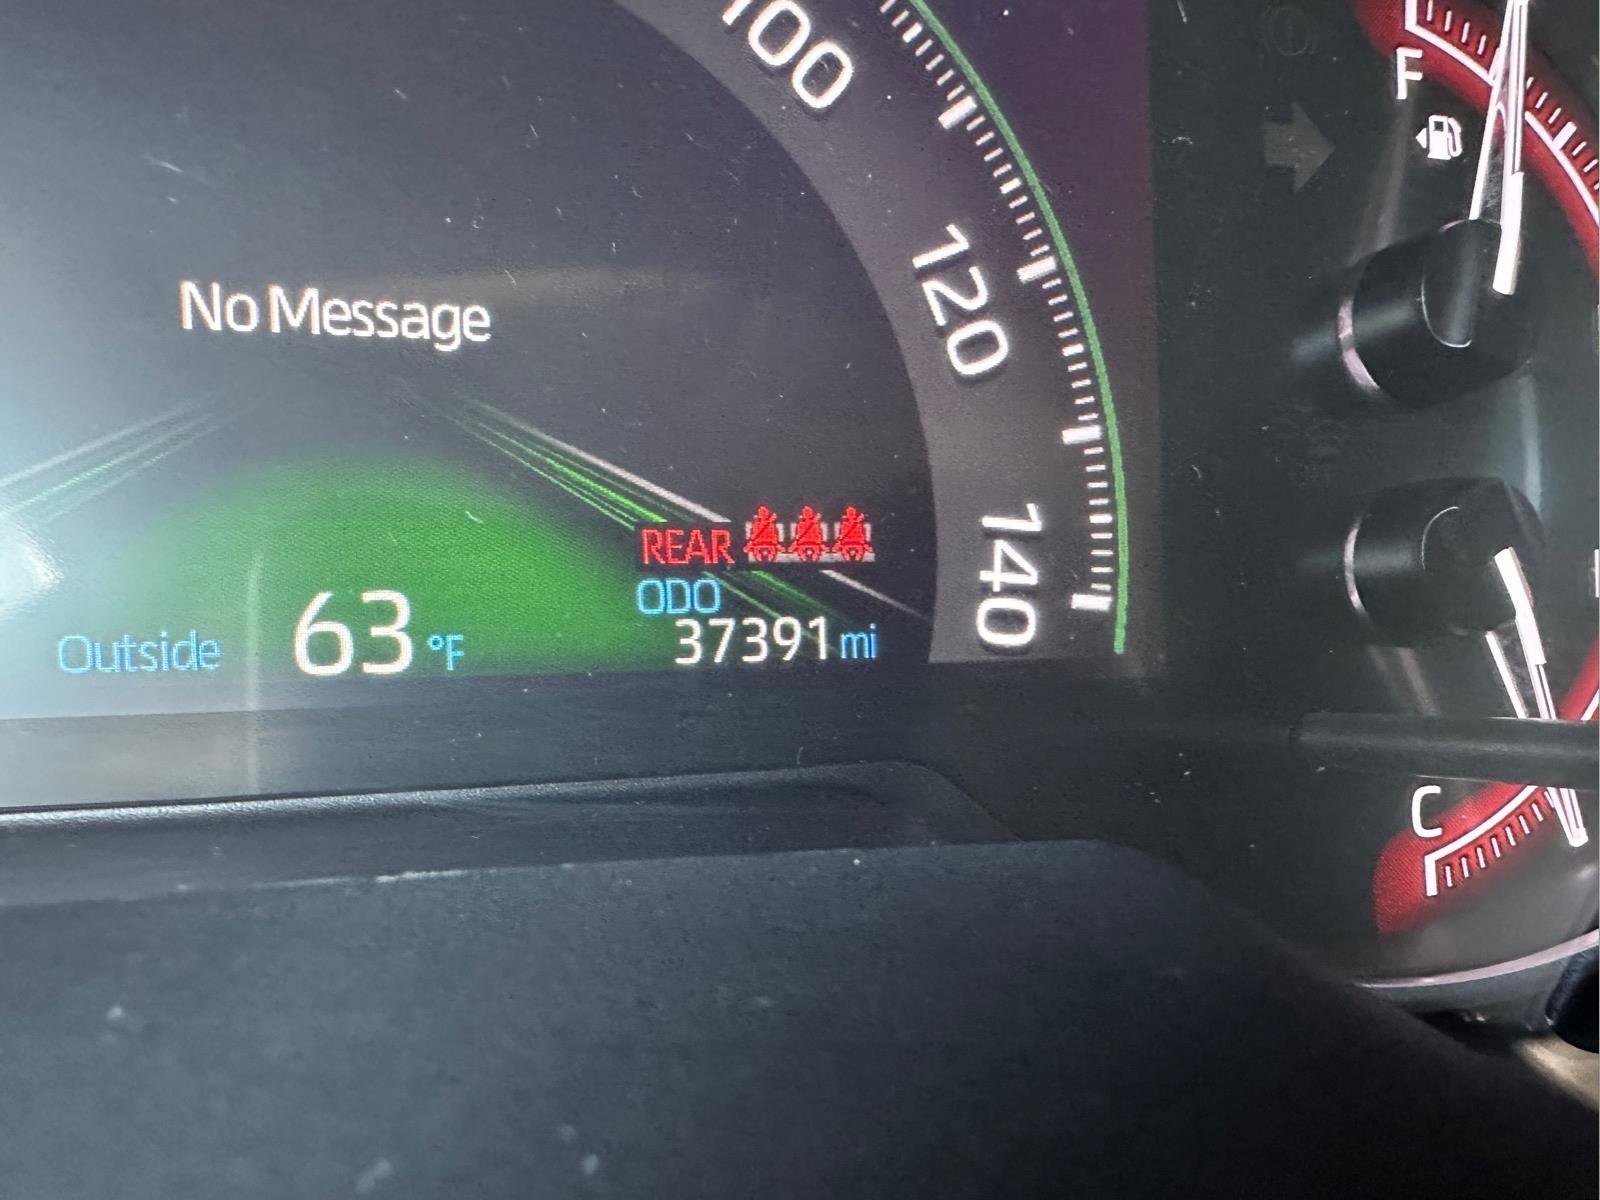 100
F
120
No Message
140
REAR
ODO
Outside 63 °F
37391 mi
C